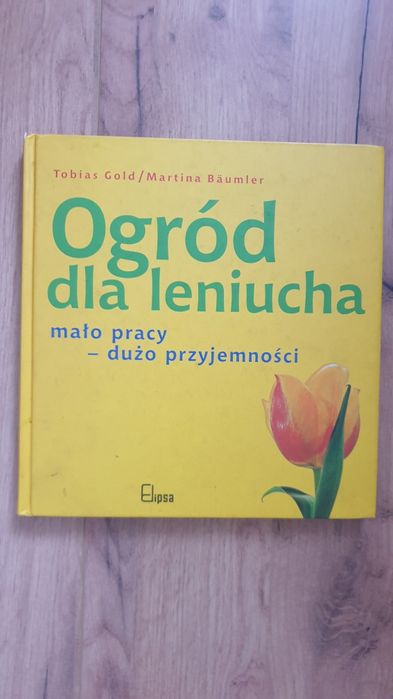 Tobias Gold/Martina Bäumler
Ogród
dla leniucha
mało pracy
– dużo przyjemności
Elipsa